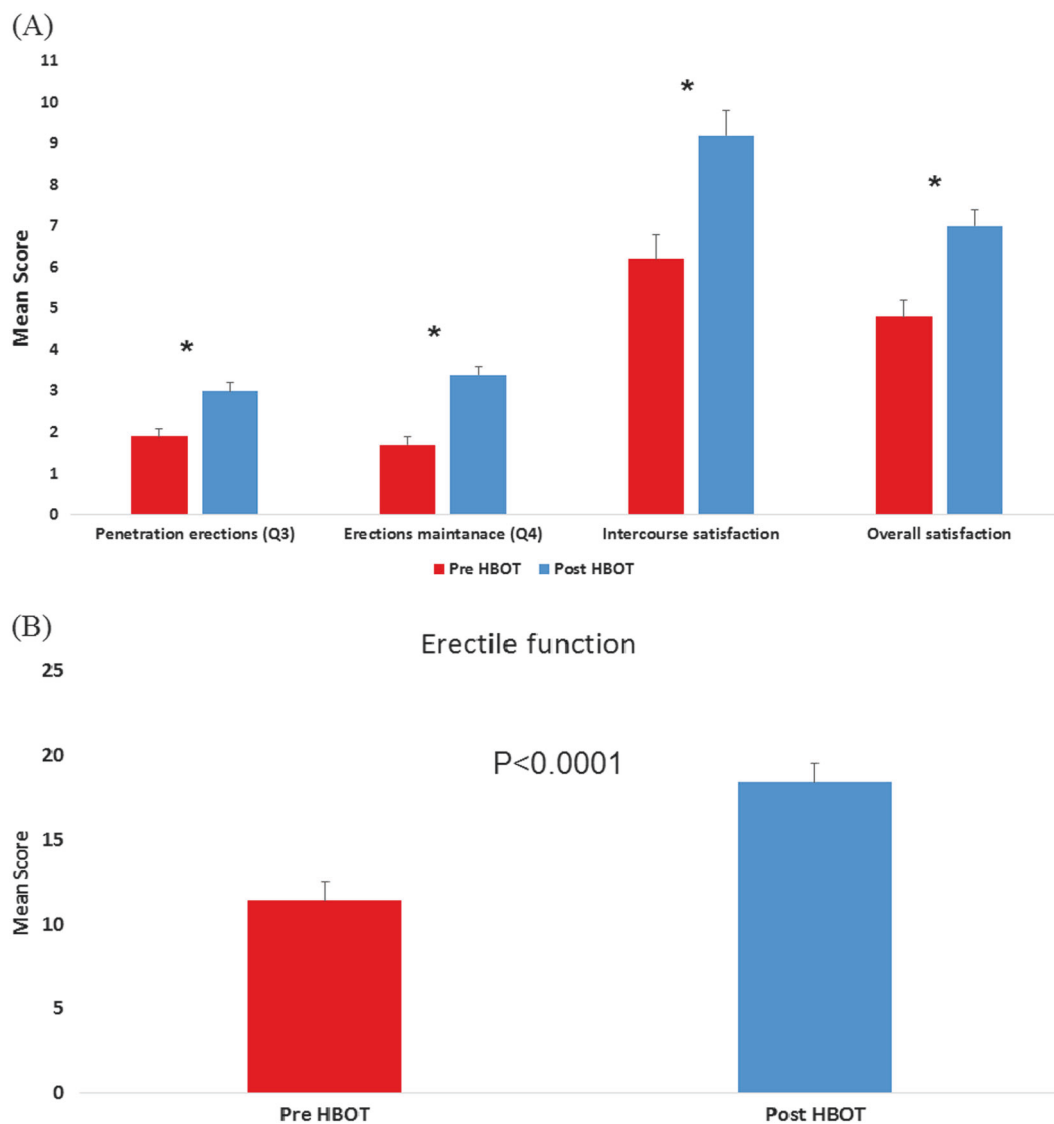 (A)
11
10
9
8
7
6
5
4
3
2
1
0
Mean Score
*
*
*
*
Penetration erections (Q3)
Erections maintanace (Q4)
Intercourse satisfaction
Overall satisfaction
Pre HBOT
Post HBOT
(B)
Erectile function
25
20
15
10
5
0
Mean Score
P<0.0001
Pre HBOT
Post HBOT